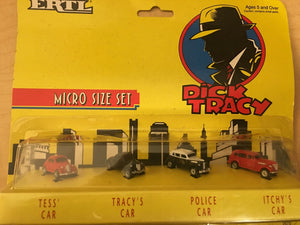 ERTL
Ages 5 and Over
DICK
TRACY
MICRO SIZE SET
TESS'
CAR
TRACY'S
CAR
POLICE
CAR
ITCHY'S
CAR